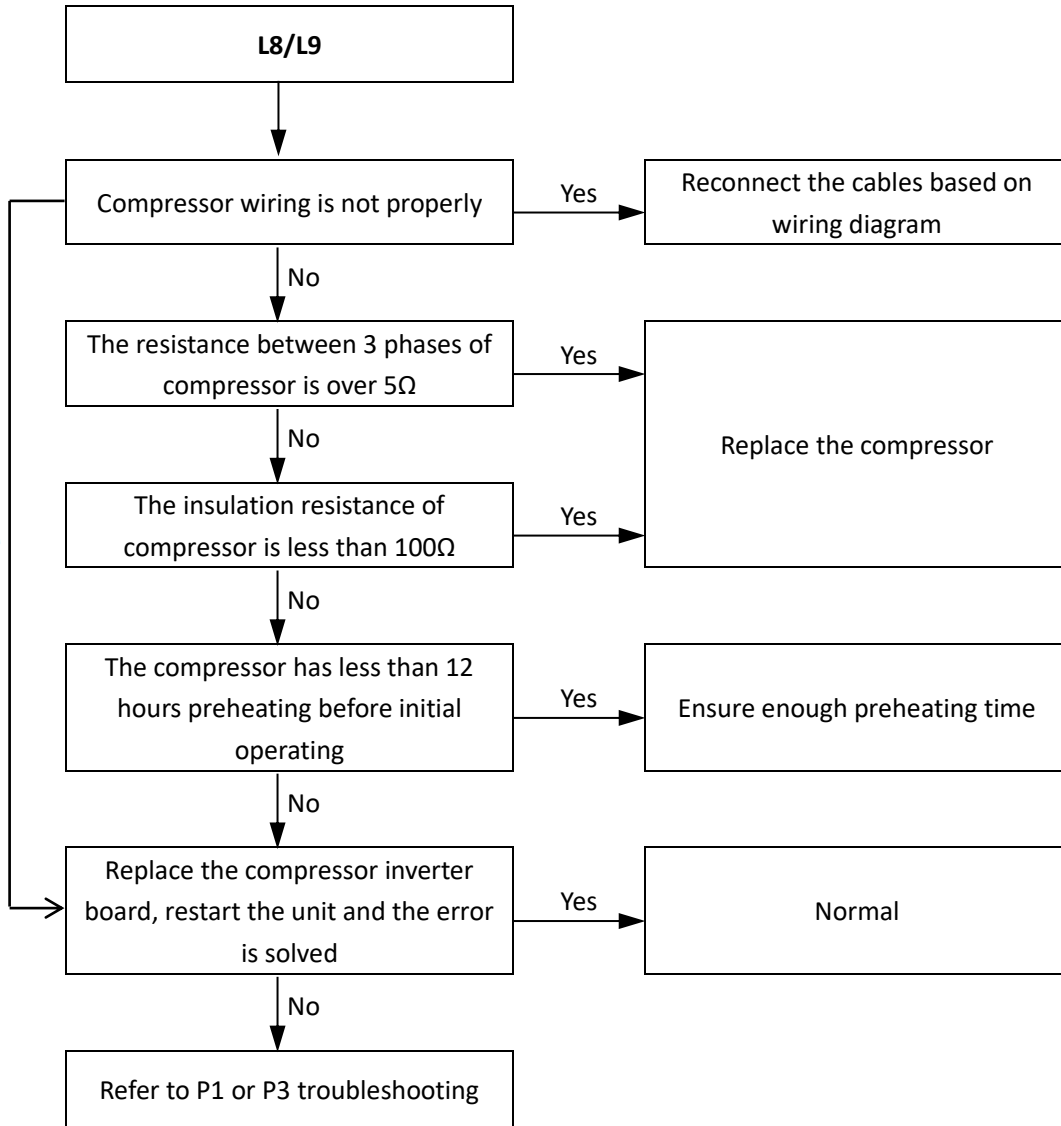 L8/L9
Compressor wiring is not properly
Yes
Reconnect the cables based on
wiring diagram
No
The resistance between 3 phases of
compressor is over 5Ω
Yes
Replace the compressor
No
The insulation resistance of
compressor is less than 100Ω
Yes
No
The compressor has less than 12
hours preheating before initial
operating
Yes
Ensure enough preheating time
No
Replace the compressor inverter
board, restart the unit and the error
is solved
Yes
Normal
No
Refer to P1 or P3 troubleshooting